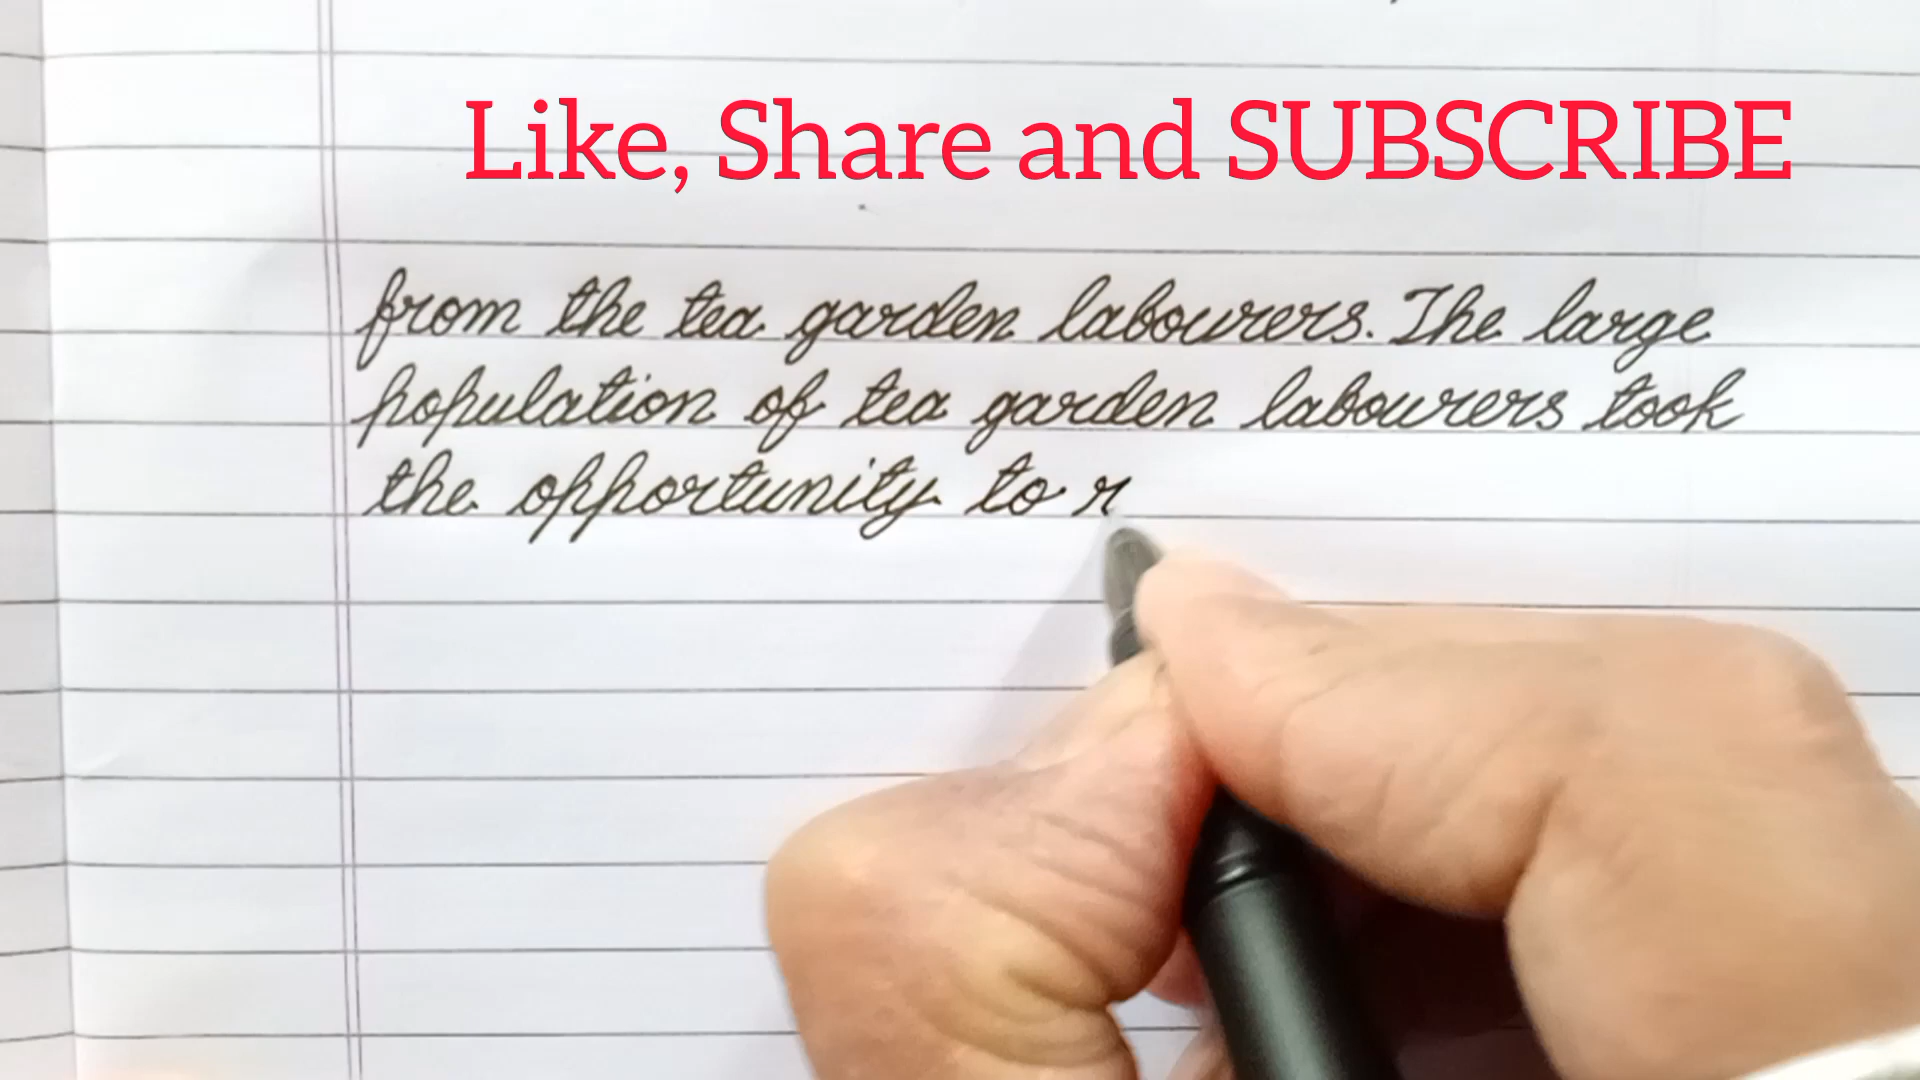 Like, Share and SUBSCRIBE
from the tea garden labourers. The large
population of tea garden labourers took
the opportunity to r